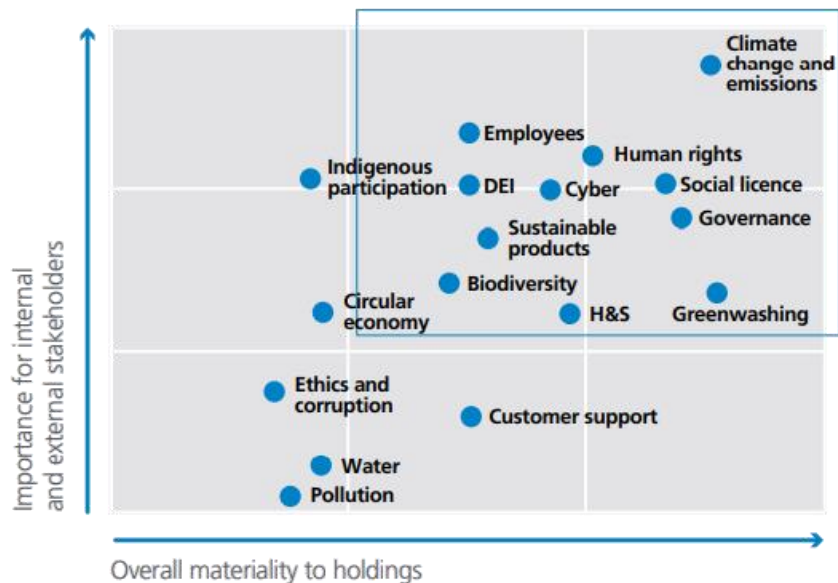 Climate
change and
emissions
Employees
Human rights
Indigenous
participation
DEI
Cyber
Social licence
Governance
Sustainable
products
Biodiversity
Circular
economy
H&S
Greenwashing
Ethics and
corruption
Customer support
Water
Pollution
Importance for internal
and external stakeholders
Overall materiality to holdings